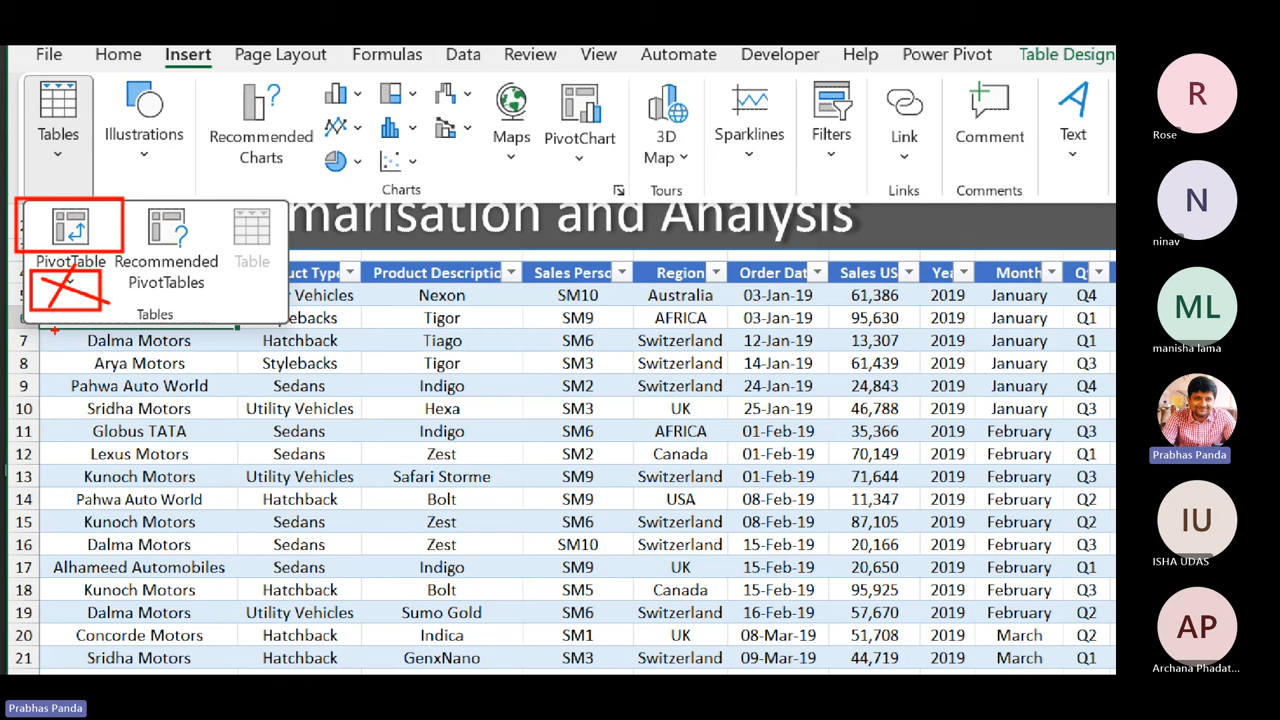 File Home Insert Page Layout Formulas Data Review View Automate Developer Help Power Pivot Table Design
Tables Illustrations Recommended Charts Maps PivotChart 3D Map Sparklines Filters Link Comment Text
Charts Tours Links Comments
PivotTable Recommended PivotTables Table
Tables
marisation and Analysis
uct Type Product Descriptio Sales Perso Region Order Dat Sales US Yea Month Q
Vehicles Nexon SM10 Australia 03-Jan-19 61,386 2019 January Q4
lebacks Tigor SM9 AFRICA 03-Jan-19 95,630 2019 January Q1
7 Dalma Motors Hatchback Tiago SM6 Switzerland 12-Jan-19 13,307 2019 January Q1
8 Arya Motors Stylebacks Tigor SM3 Switzerland 14-Jan-19 61,439 2019 January Q3
9 Pahwa Auto World Sedans Indigo SM2 Switzerland 24-Jan-19 24,843 2019 January Q4
10 Sridha Motors Utility Vehicles Hexa SM3 UK 25-Jan-19 46,788 2019 January Q3
11 Globus TATA Sedans Indigo SM6 AFRICA 01-Feb-19 35,366 2019 February Q3
12 Lexus Motors Sedans Zest SM2 Canada 01-Feb-19 70,149 2019 February Q1
13 Kunoch Motors Utility Vehicles Safari Storme SM9 Switzerland 01-Feb-19 71,644 2019 February Q3
14 Pahwa Auto World Hatchback Bolt SM9 USA 08-Feb-19 11,347 2019 February Q2
15 Kunoch Motors Sedans Zest SM6 Switzerland 08-Feb-19 87,105 2019 February Q2
16 Dalma Motors Sedans Zest SM10 Switzerland 15-Feb-19 20,166 2019 February Q3
17 Alhameed Automobiles Sedans Indigo SM9 UK 15-Feb-19 20,650 2019 February Q1
18 Kunoch Motors Hatchback Bolt SM5 Canada 15-Feb-19 95,925 2019 February Q3
19 Dalma Motors Utility Vehicles Sumo Gold SM6 Switzerland 16-Feb-19 57,670 2019 February Q2
20 Concorde Motors Hatchback Indica SM1 UK 08-Mar-19 51,708 2019 March Q2
21 Sridha Motors Hatchback GenxNano SM3 Switzerland 09-Mar-19 44,719 2019 March Q1
R
Rose
N
ninav
ML
manisha lama
Prabhas Panda
IU
ISHA UDAS
AP
Archana Phadat...
Prabhas Panda